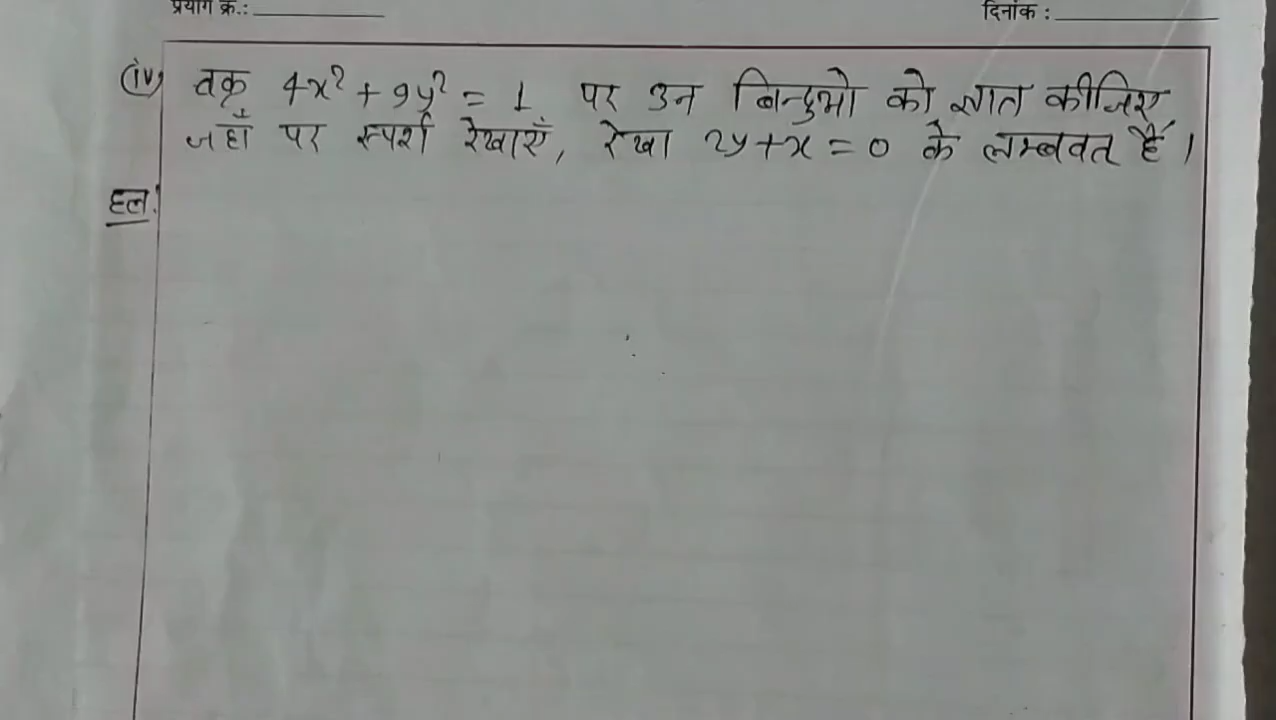 प्रयोग क्र.: दिनांक :
(iv) वक्र 4x² + 9y² = 1 पर उन बिन्दुओ को ज्ञात कीजिए
जहाँ पर स्पर्श रेखाएँ, रेखा 2y+x = 0 के लम्बवत हैं।
हल: